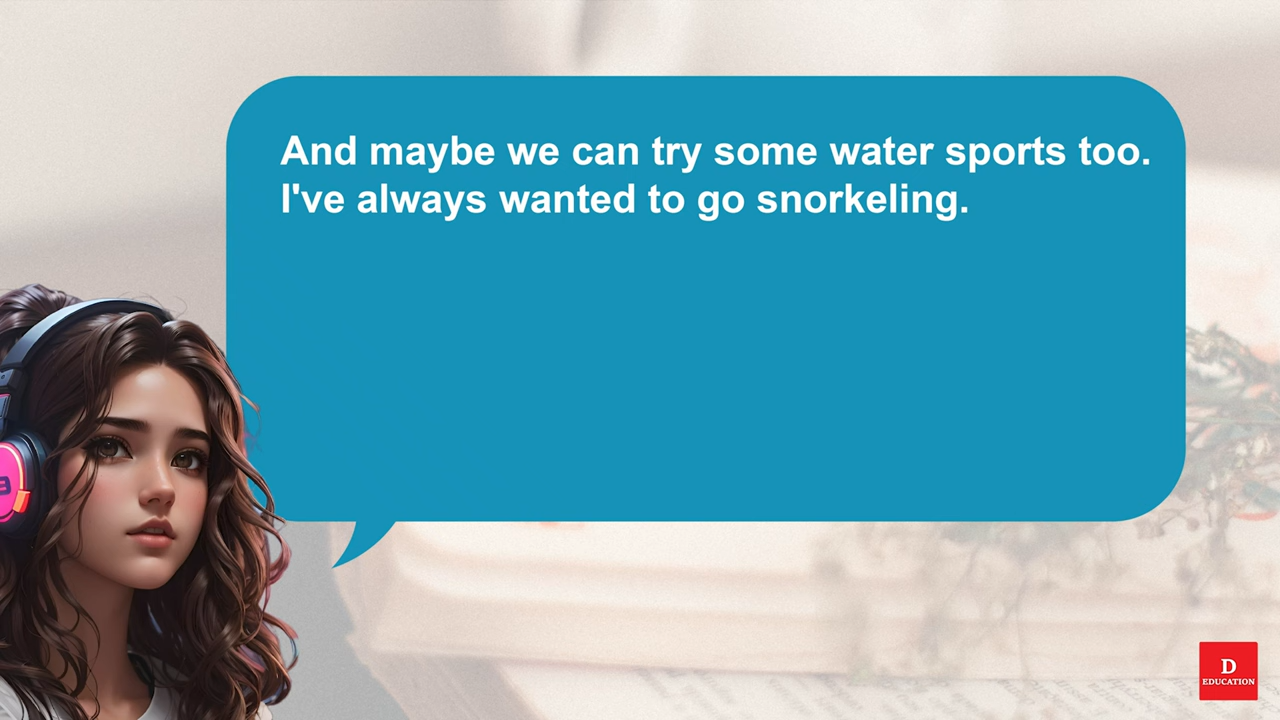 And maybe we can try some water sports too.
I've always wanted to go snorkeling.
D
EDUCATION